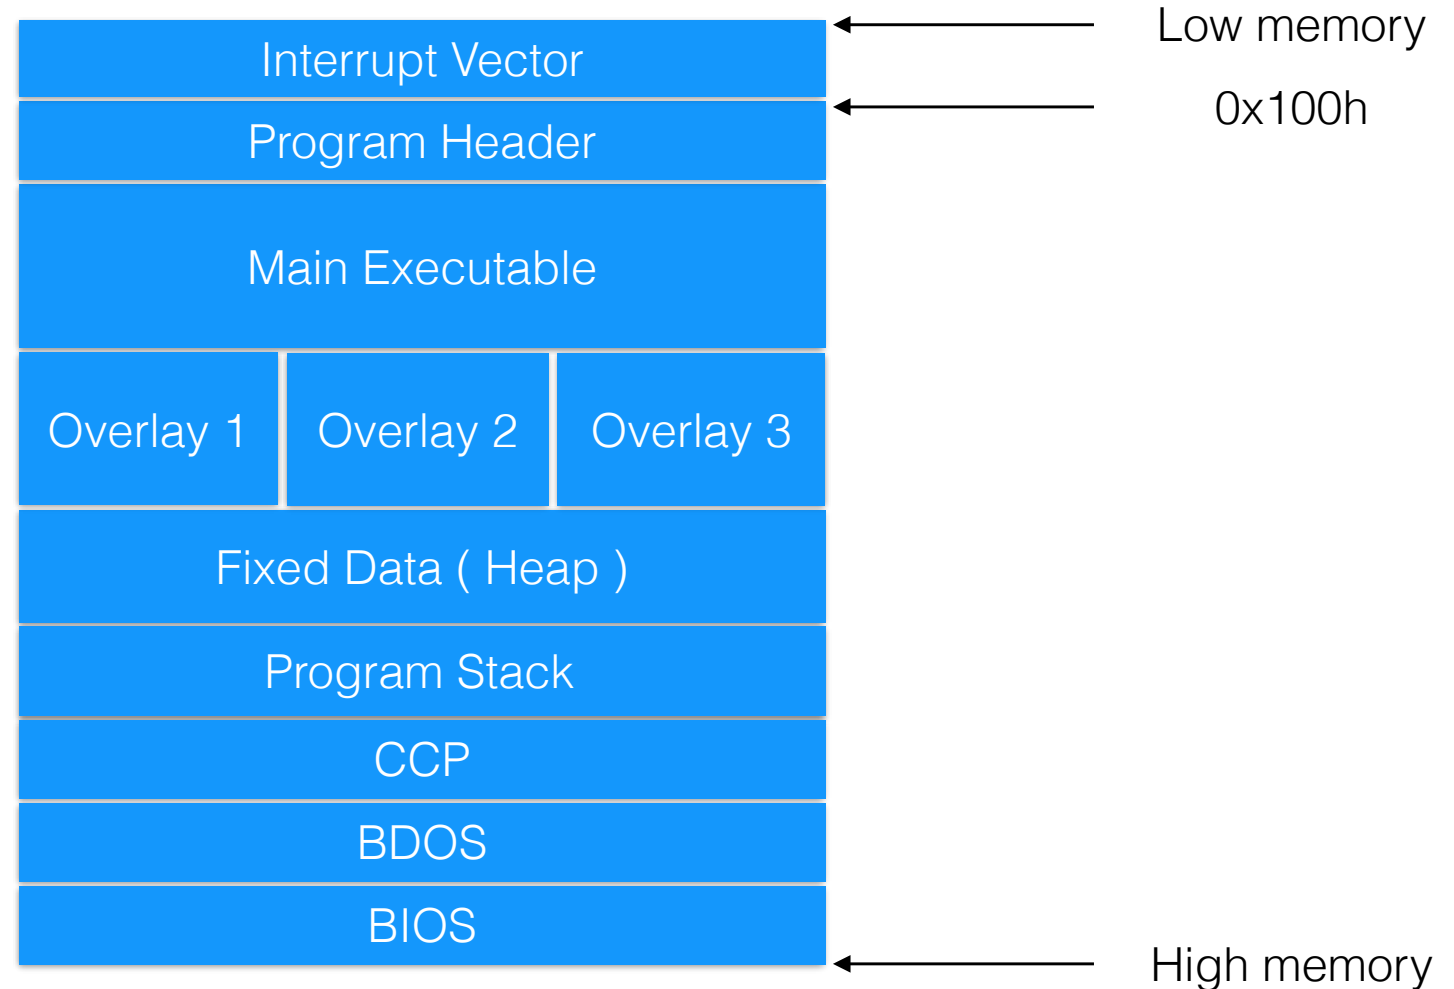 Interrupt Vector
Low memory
0x100h
Program Header
Main Executable
Overlay 1
Overlay 2
Overlay 3
Fixed Data ( Heap )
Program Stack
CCP
BDOS
BIOS
High memory